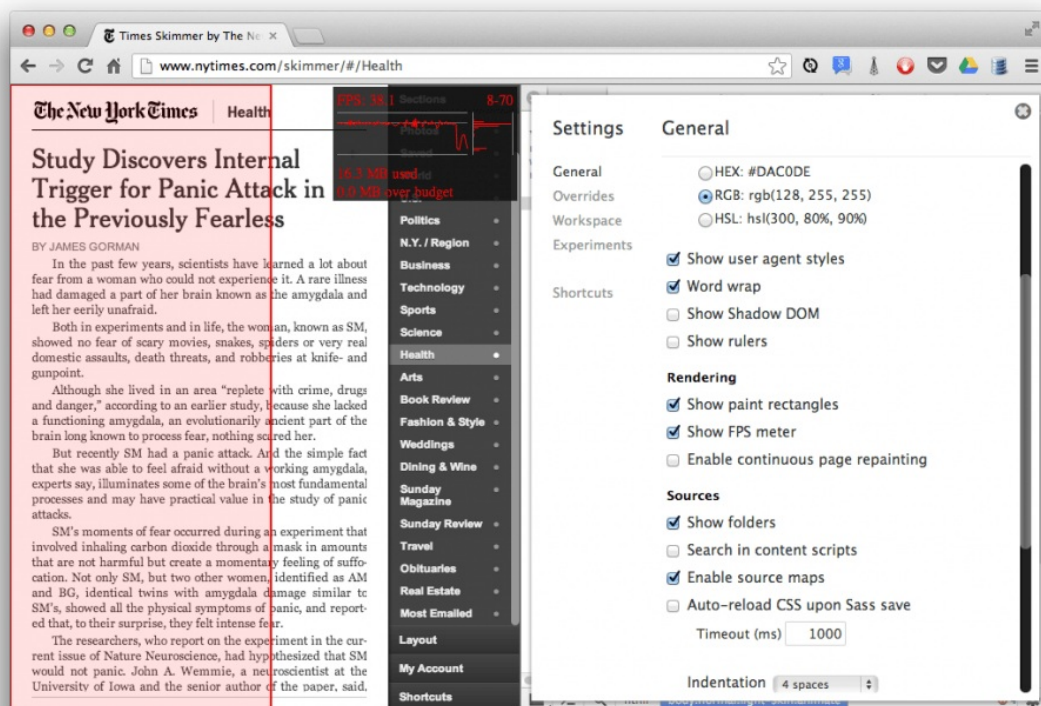 Times Skimmer by The Ne
www.nytimes.com/skimmer/#/Health
The New York Times
Health
Study Discovers Internal
Trigger for Panic Attack in
the Previously Fearless
BY JAMES GORMAN
In the past few years, scientists have learned a lot about
fear from a woman who could not experience it. A rare illness
had damaged a part of her brain known as the amygdala and
left her eerily unafraid.
Both in experiments and in life, the woman, known as SM,
showed no fear of scary movies, snakes, spiders or very real
domestic assaults, death threats, and robberies at knife- and
gunpoint.
Although she lived in an area “replete with crime, drugs
and danger,” according to an earlier study, because she lacked
a functioning amygdala, an evolutionarily ancient part of the
brain long known to process fear, nothing scared her.
But recently SM had a panic attack. And the simple fact
that she was able to feel afraid without a working amygdala,
experts say, illuminates some of the brain’s most fundamental
processes and may have practical value in the study of panic
attacks.
SM’s moments of fear occurred during an experiment that
involved inhaling carbon dioxide through a mask in amounts
that are not harmful but create a momentary feeling of suffo-
cation. Not only SM, but two other women, identified as AM
and BG, identical twins with amygdala damage similar to
SM’s, showed all the physical symptoms of panic, and report-
ed that, to their surprise, they felt intense fear.
The researchers, who report on the experiment in the cur-
rent issue of Nature Neuroscience, had hypothesized that SM
would not panic. John A. Wemmie, a neuroscientist at the
University of Iowa and the senior author of the paper, said,
FPS: 38.1
8-70
16.3 MB used
0.0 MB over budget
Sections
Photos
Saved
World
U.S.
Politics
N.Y. / Region
Business
Technology
Sports
Science
Health
Arts
Book Review
Fashion & Style
Weddings
Dining & Wine
Sunday
Magazine
Sunday Review
Travel
Obituaries
Real Estate
Most Emailed
Layout
My Account
Shortcuts
Settings
General
Overrides
Workspace
Experiments
Shortcuts
General
HEX: #DAC0DE
RGB: rgb(128, 255, 255)
HSL: hsl(300, 80%, 90%)
Show user agent styles
Word wrap
Show Shadow DOM
Show rulers
Rendering
Show paint rectangles
Show FPS meter
Enable continuous page repainting
Sources
Show folders
Search in content scripts
Enable source maps
Auto-reload CSS upon Sass save
Timeout (ms) 1000
Indentation 4 spaces